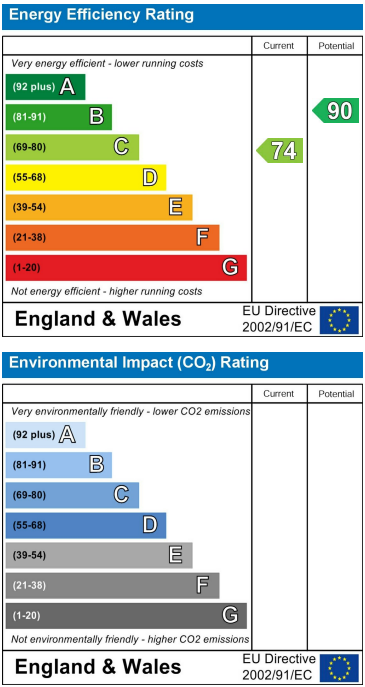 Energy Efficiency Rating
Current Potential
Very energy efficient - lower running costs
(92 plus) A
(81-91) B
90
(69-80) C
74
(55-68) D
(39-54) E
(21-38) F
(1-20) G
Not energy efficient - higher running costs
England & Wales
EU Directive
2002/91/EC
Environmental Impact (CO₂) Rating
Current Potential
Very environmentally friendly - lower CO2 emissions
(92 plus) A
(81-91) B
(69-80) C
(55-68) D
(39-54) E
(21-38) F
(1-20) G
Not environmentally friendly - higher CO2 emissions
England & Wales
EU Directive
2002/91/EC